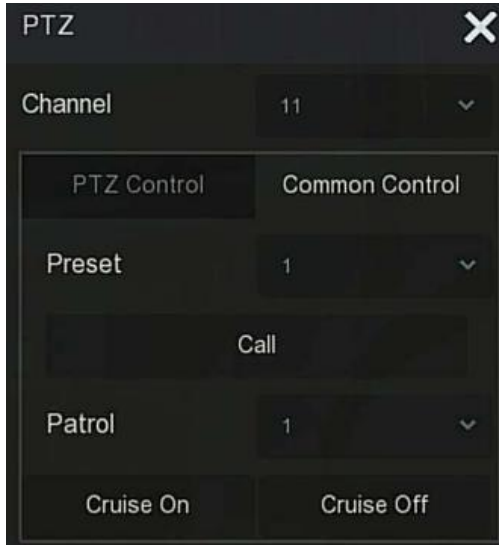 PTZ
Channel 11
PTZ Control Common Control
Preset 1
Call
Patrol 1
Cruise On Cruise Off